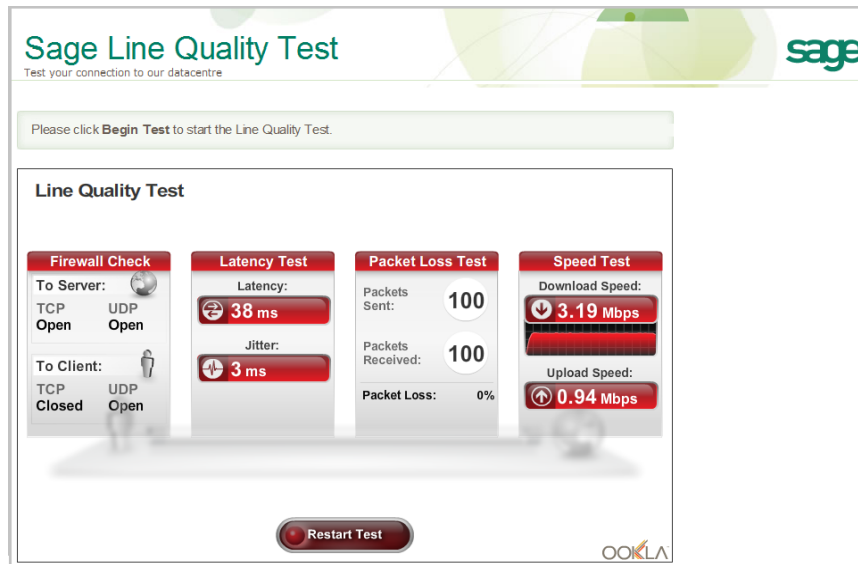 Sage Line Quality Test
Test your connection to our datacentre
sage
Please click Begin Test to start the Line Quality Test.
Line Quality Test
Firewall Check
To Server:
TCP UDP
Open Open
To Client:
TCP UDP
Closed Open
Latency Test
Latency:
38 ms
Jitter:
3 ms
Packet Loss Test
Packets
Sent:
100
Packets
Received:
100
Packet Loss: 0%
Speed Test
Download Speed:
3.19 Mbps
Upload Speed:
0.94 Mbps
Restart Test
OOKLA